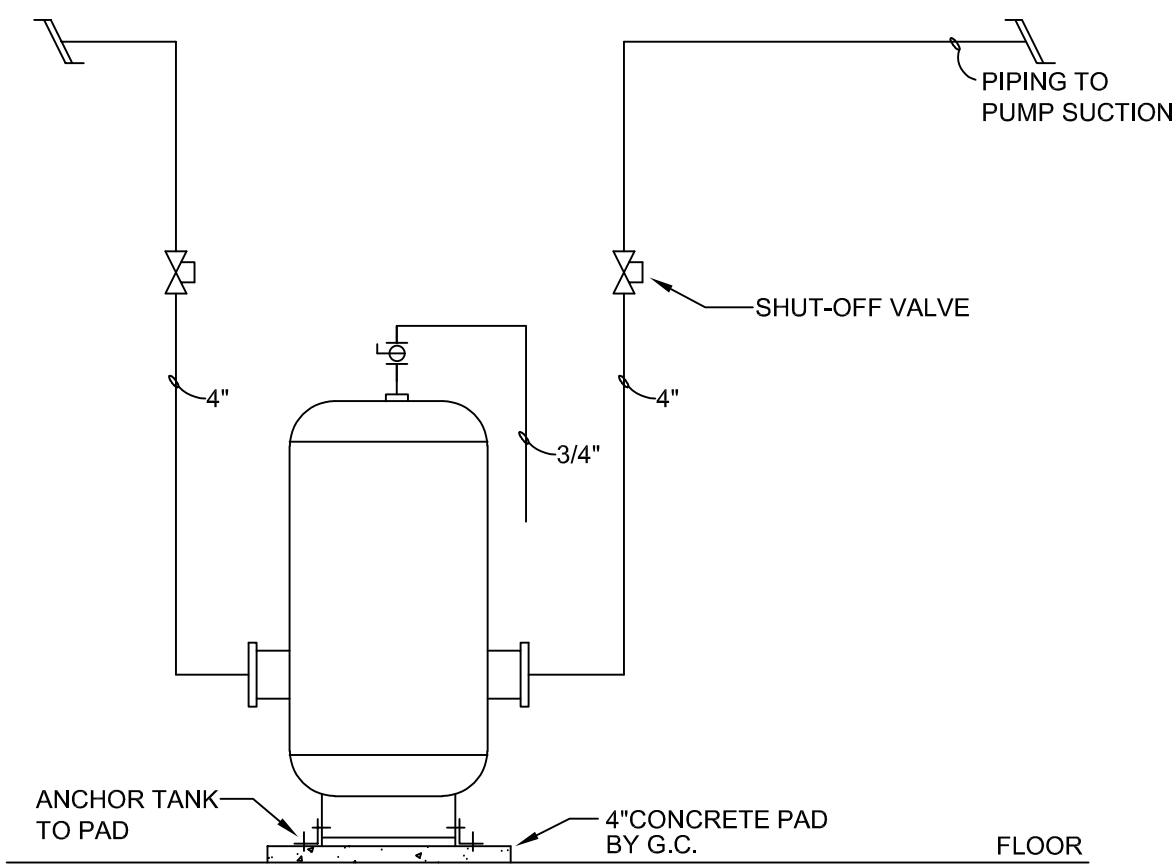 PIPING TO
PUMP SUCTION
SHUT-OFF VALVE
4"
4"
3/4"
ANCHOR TANK
TO PAD
4"CONCRETE PAD
BY G.C.
FLOOR